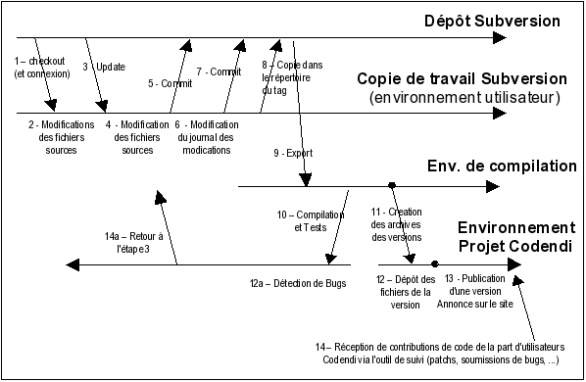 Dépôt Subversion
1 – checkout
(et connexion)
3 - Update
5 - Commit
7 - Commit
8 – Copie dans
le répertoire
du tag
Copie de travail Subversion
(environnement utilisateur)
2 - Modifications
des fichiers
sources
4 - Modification
des fichiers
sources
6 - Modification
du journal des
modications
9 - Export
Env. de compilation
10 – Compilation
et Tests
11 - Creation
des archives
des versions
Environnement
Projet Codendi
14a – Retour à
l'étape 3
12a – Détection de Bugs
12 – Dépôt des
fichiers de la
version
13 - Publication
d'une version
Annonce sur le site
14 – Réception de contributions de code de la part d'utilisateurs
Codendi via l'outil de suivi (patchs, soumissions de bugs, ...)